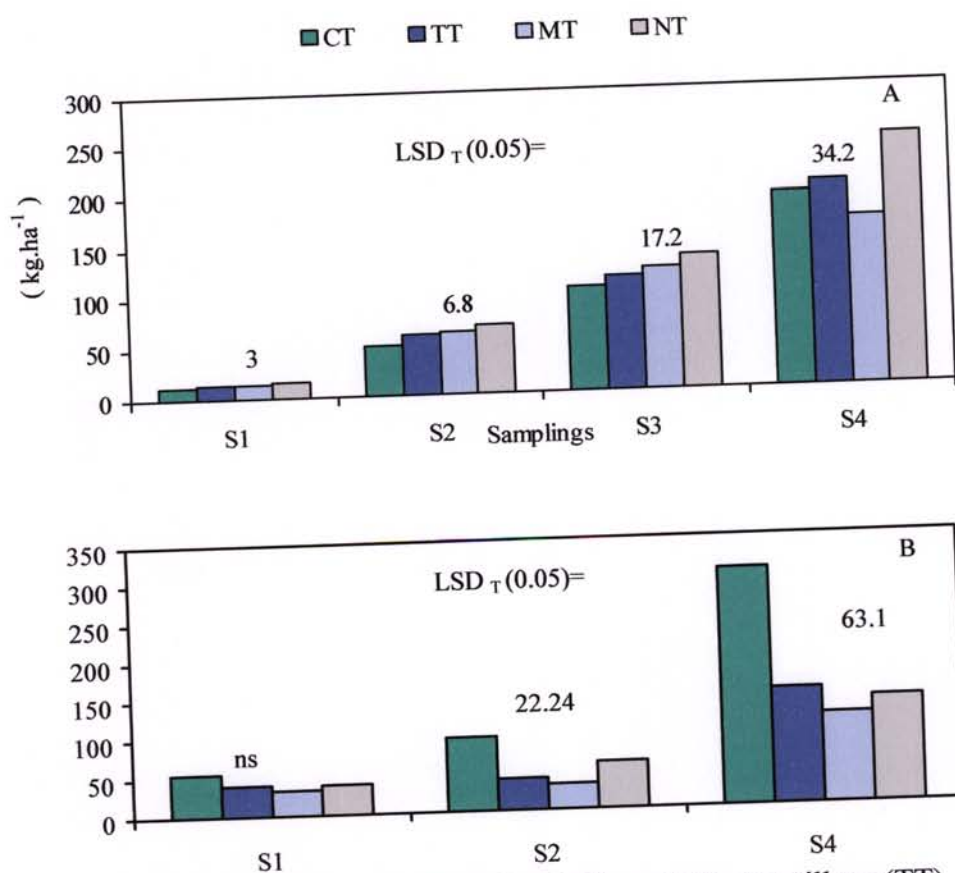 CT TT MT NT
A
300
250
200
150
100
50
0
(kg.ha⁻¹)
LSD T (0.05)=
3
6.8
17.2
34.2
S1 S2 S3 S4
Samplings
B
350
300
250
200
150
100
50
0
LSD T (0.05)=
ns
22.24
63.1
S1 S2 S4
(TT)